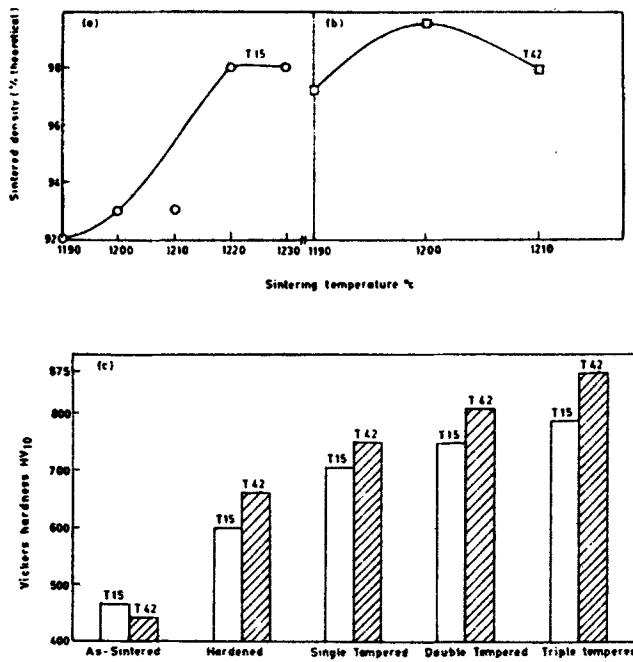 (a)
(b)
T15
T42
Sintered density (% theoretical)
98
96
94
92
1190
1200
1210
1220
1230
1190
1200
1210
Sintering temperature °c
(c)
Vickers hardness HV10
875
800
700
600
500
400
T15
T42
T15
T42
T15
T42
T15
T42
T15
T42
As-Sintered
Hardened
Single Tampered
Double Tampered
Triple tempered